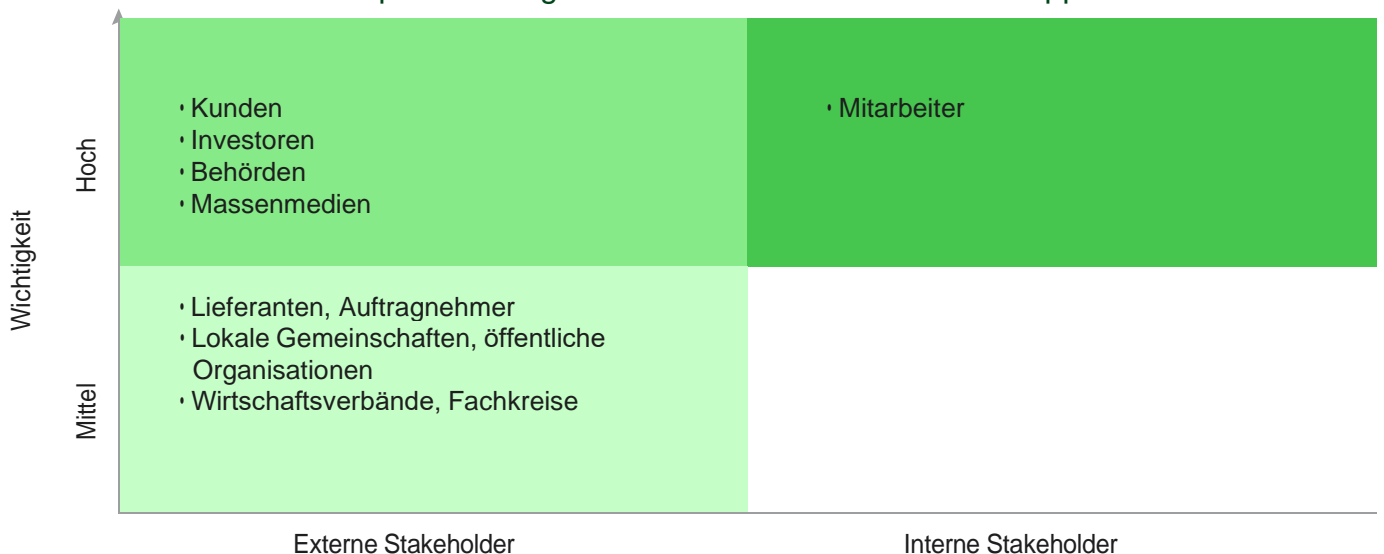 Wichtigkeit
Hoch
· Kunden
· Investoren
· Behörden
· Massenmedien
· Mitarbeiter
Mittel
· Lieferanten, Auftragnehmer
· Lokale Gemeinschaften, öffentliche
Organisationen
· Wirtschaftsverbände, Fachkreise
Externe Stakeholder
Interne Stakeholder